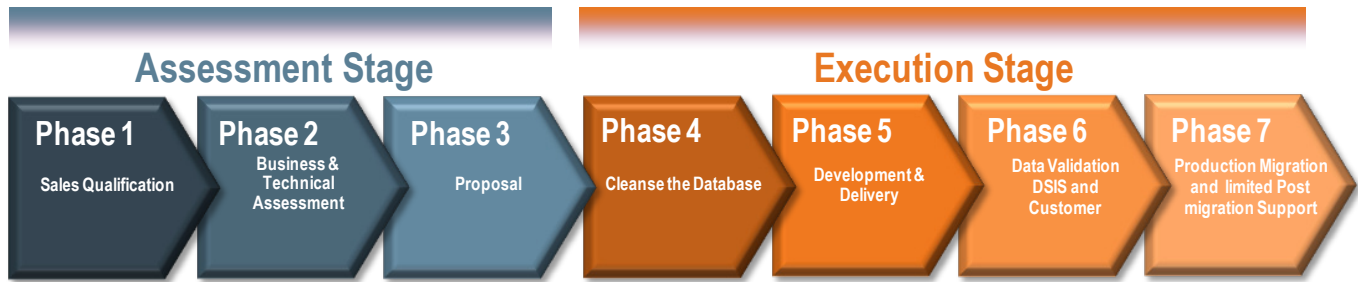 Assessment Stage
Execution Stage
Phase 1
Sales Qualification
Phase 2
Business &
Technical
Assessment
Phase 3
Proposal
Phase 4
Cleanse the Database
Phase 5
Development &
Delivery
Phase 6
Data Validation
DSIS and
Customer
Phase 7
Production Migration
and limited Post
migration Support